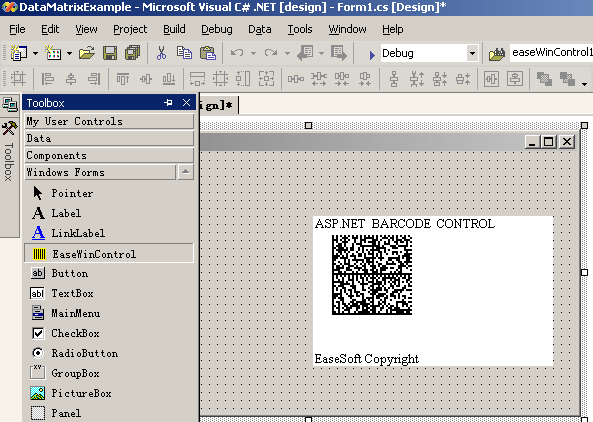 DataMatrixExample - Microsoft Visual C# .NET [design] - Form1.cs [Design]*
File Edit View Project Build Debug Data Tools Window Help
Debug easeWinControl1
Toolbox
ign]*
Toolbox
My User Controls
Data
Components
Windows Forms
Pointer
Label
LinkLabel
EaseWinControl
Button
TextBox
MainMenu
CheckBox
RadioButton
GroupBox
PictureBox
Panel
ASP.NET BARCODE CONTROL
EaseSoft Copyright